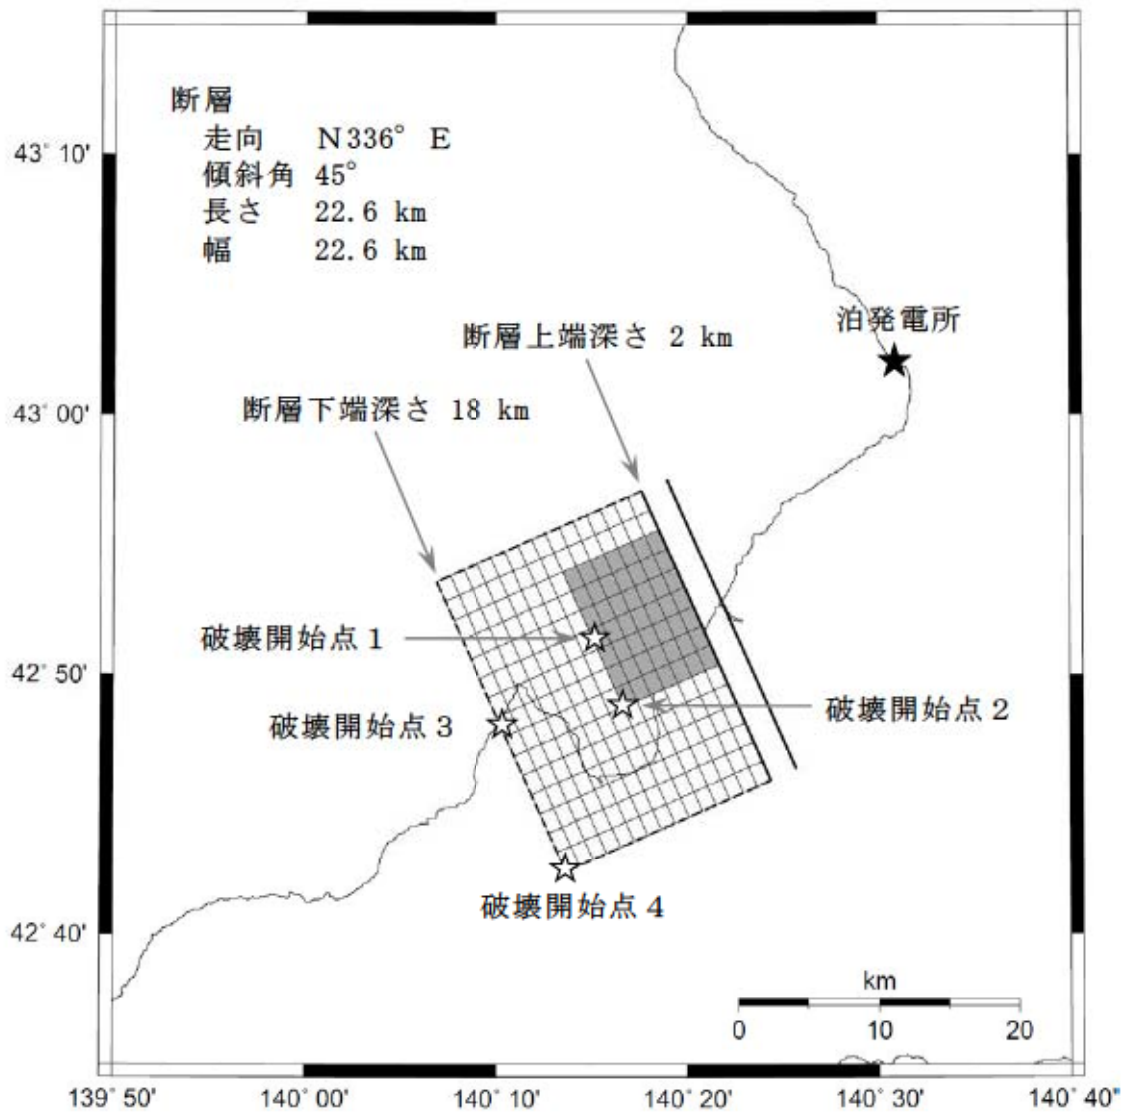 断層
走向 N336° E
傾斜角 45°
長さ 22.6 km
幅 22.6 km
43° 10'
泊発電所
断層上端深さ 2 km
断層下端深さ 18 km
43° 00'
破壊開始点1
42° 50'
破壊開始点3
破壊開始点2
破壊開始点4
42° 40'
km
0 10 20
139° 50' 140° 00' 140° 10' 140° 20' 140° 30' 140° 40'